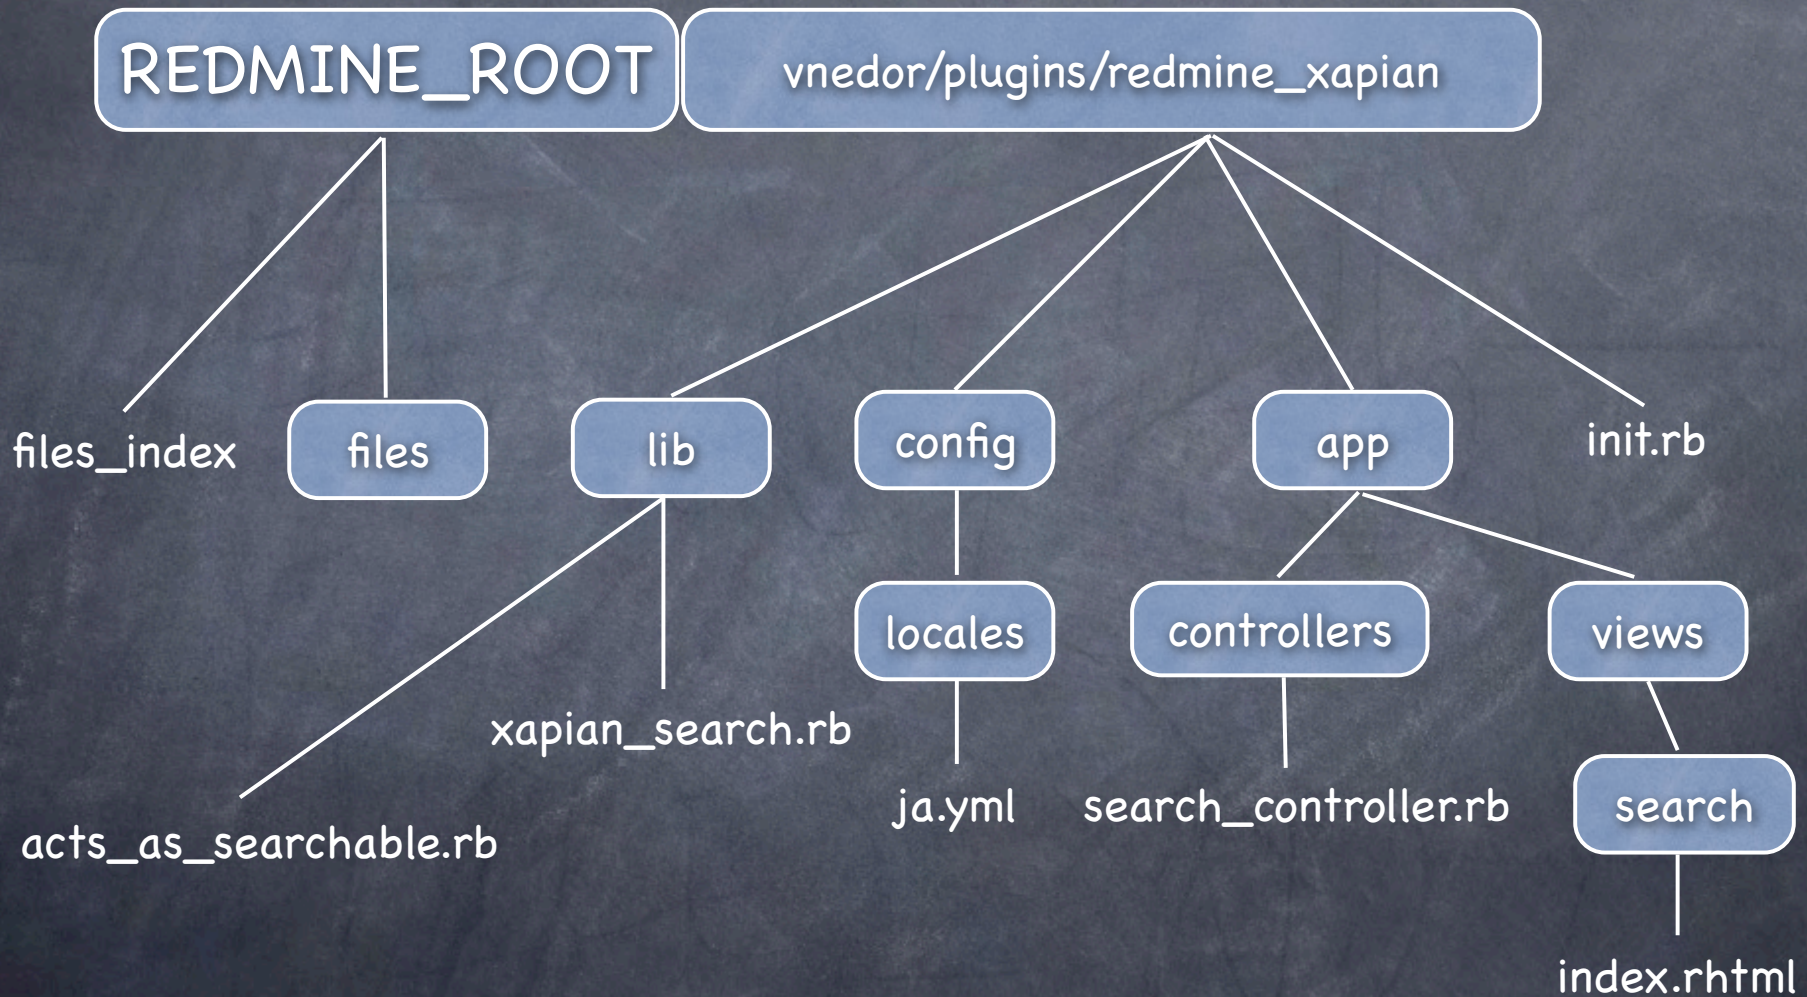 REDMINE_ROOT
vnedor/plugins/redmine_xapian
files_index
files
lib
config
app
init.rb
locales
controllers
views
xapian_search.rb
ja.yml
search_controller.rb
search
acts_as_searchable.rb
index.rhtml